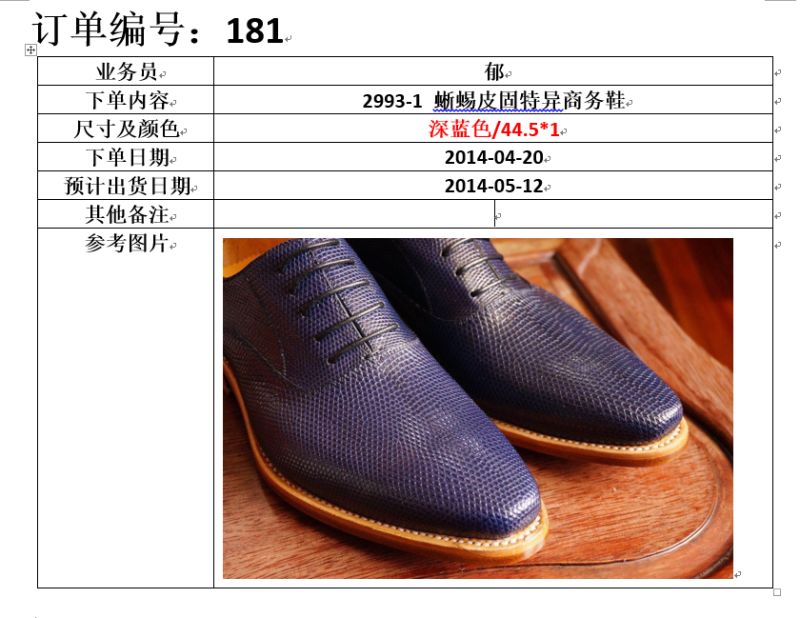 订单编号：181
业务员 郁
下单内容 2993-1 蜥蜴皮固特异商务鞋
尺寸及颜色 深蓝色/44.5*1
下单日期 2014-04-20
预计出货日期 2014-05-12
其他备注
参考图片